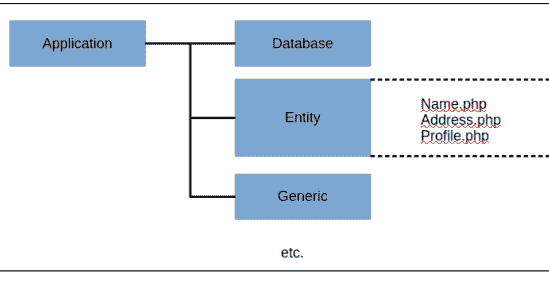 Application
Database
Entity
Name.php
Address.php
Profile.php
Generic
etc.